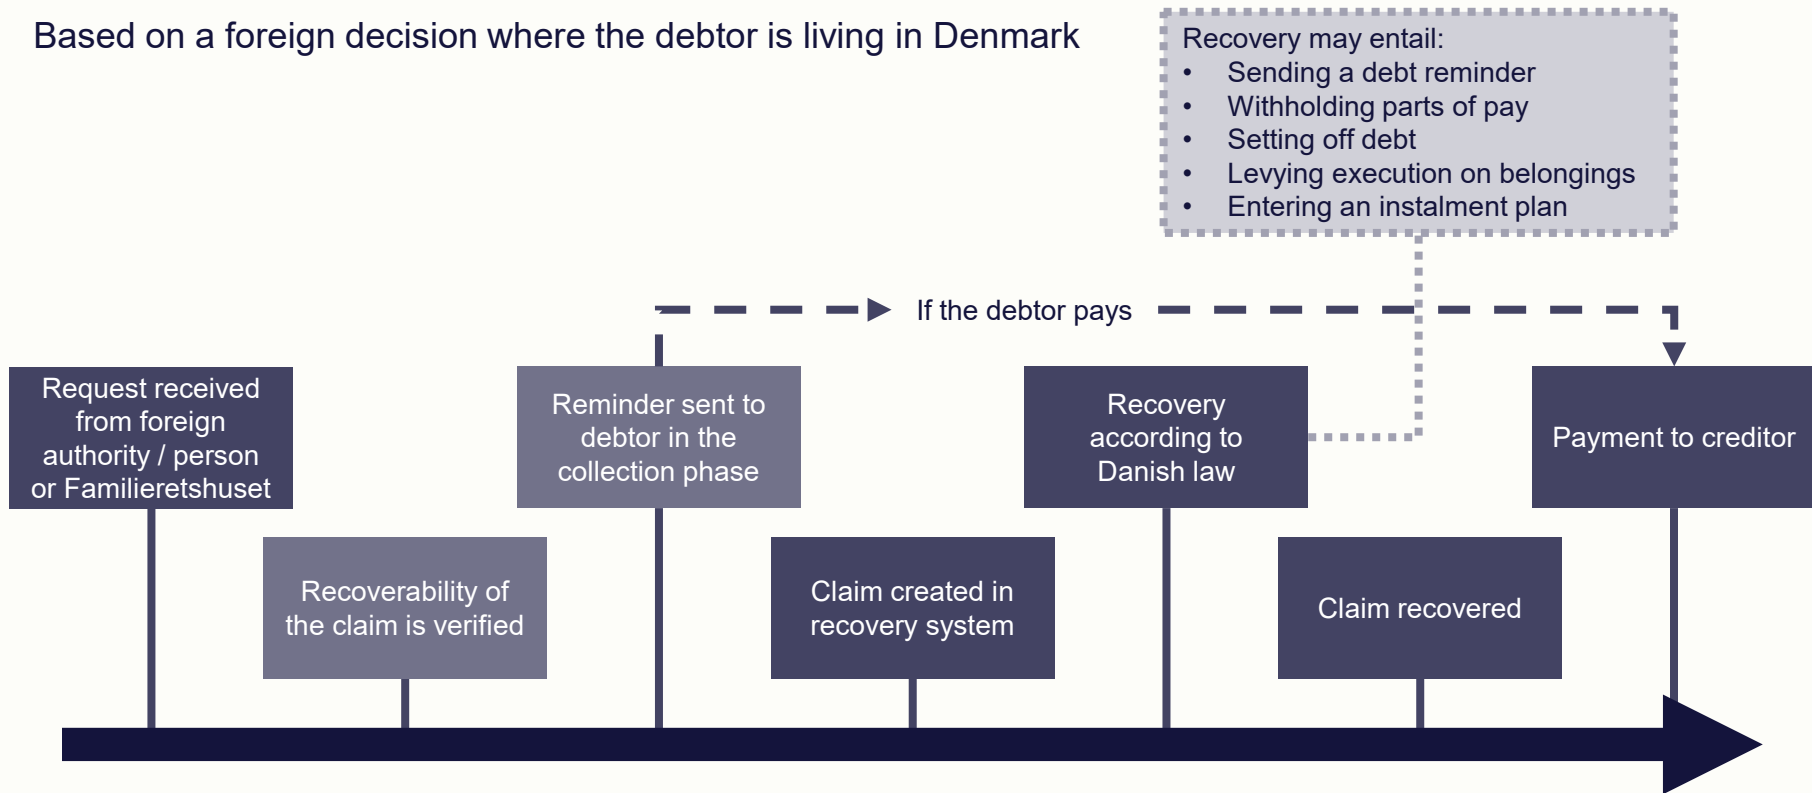 Based on a foreign decision where the debtor is living in Denmark
Recovery may entail:
• Sending a debt reminder
• Withholding parts of pay
• Setting off debt
• Levying execution on belongings
• Entering an instalment plan
If the debtor pays
Request received
from foreign
authority / person
or Familieretshuset
Recoverability of
the claim is verified
Reminder sent to
debtor in the
collection phase
Claim created in
recovery system
Recovery
according to
Danish law
Claim recovered
Payment to creditor